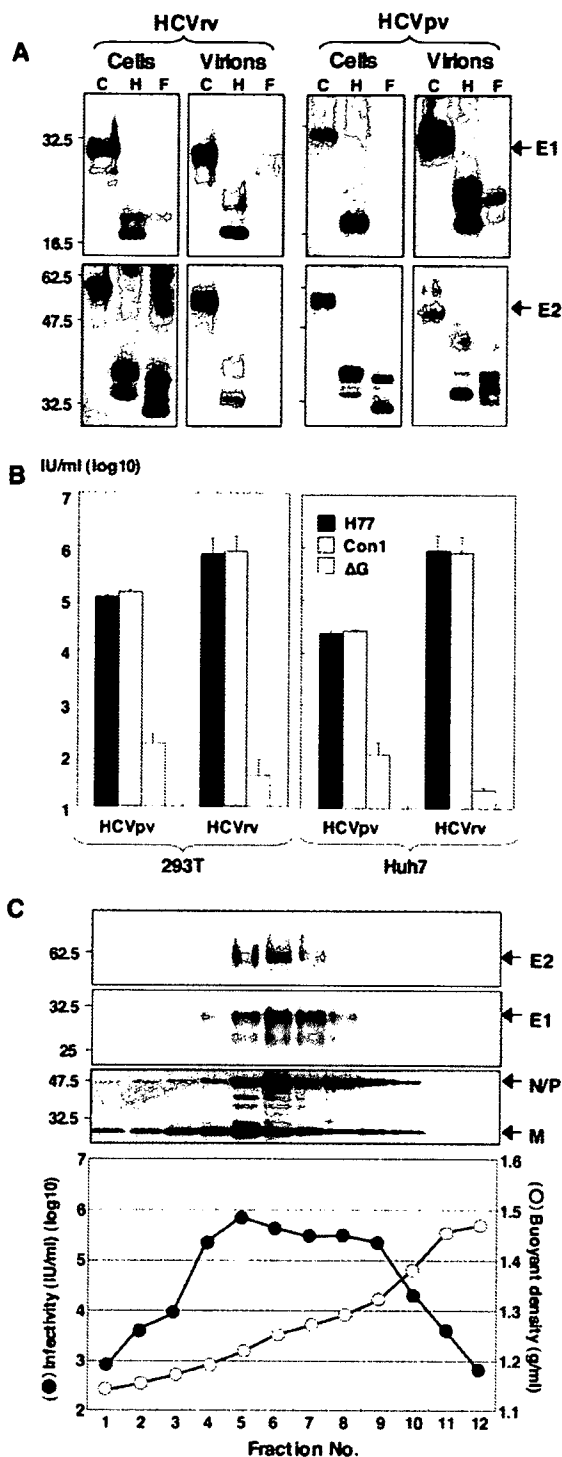 HCVrv HCVpv
A
Cells Virions Cells Virions
C H F C H F C H F C H F
32.5
E1
16.5
62.5
E2
47.5
32.5
B
IU/ml (log10)
7
H77
Con1
ΔG
6
5
4
3
2
1
HCVpv HCVrv HCVpv HCVrv
293T Huh7
C
62.5 E2
32.5
E1
25
47.5 N/P
32.5
M
7 1.6
6 1.5
5 1.4
4 1.3
3 1.2
2 1.1
(●) Infectivity (IU/ml) (log10)
(○) Buoyant density (g/ml)
1 2 3 4 5 6 7 8 9 10 11 12
Fraction No.